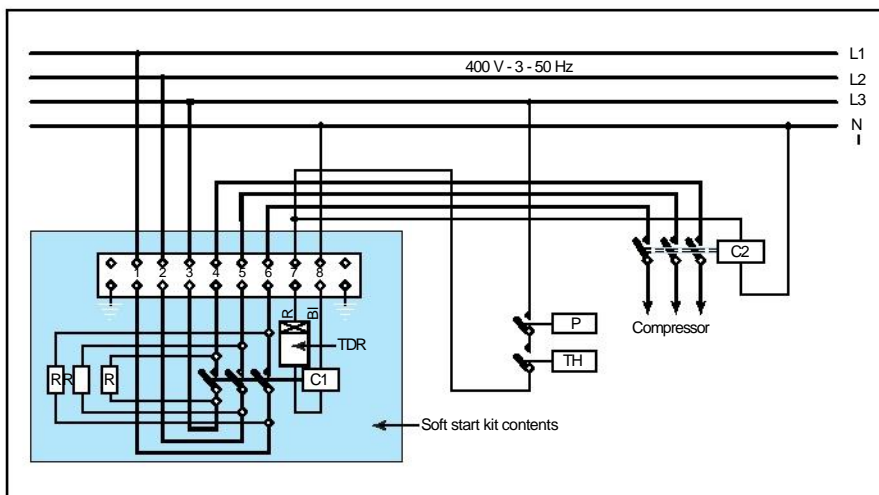 L1
400 V - 3 - 50 Hz
L2
L3
N
1 2 3 4 5 6 7 8
C2
R
Bl
P
Compressor
TDR
TH
R R R
C1
Soft start kit contents